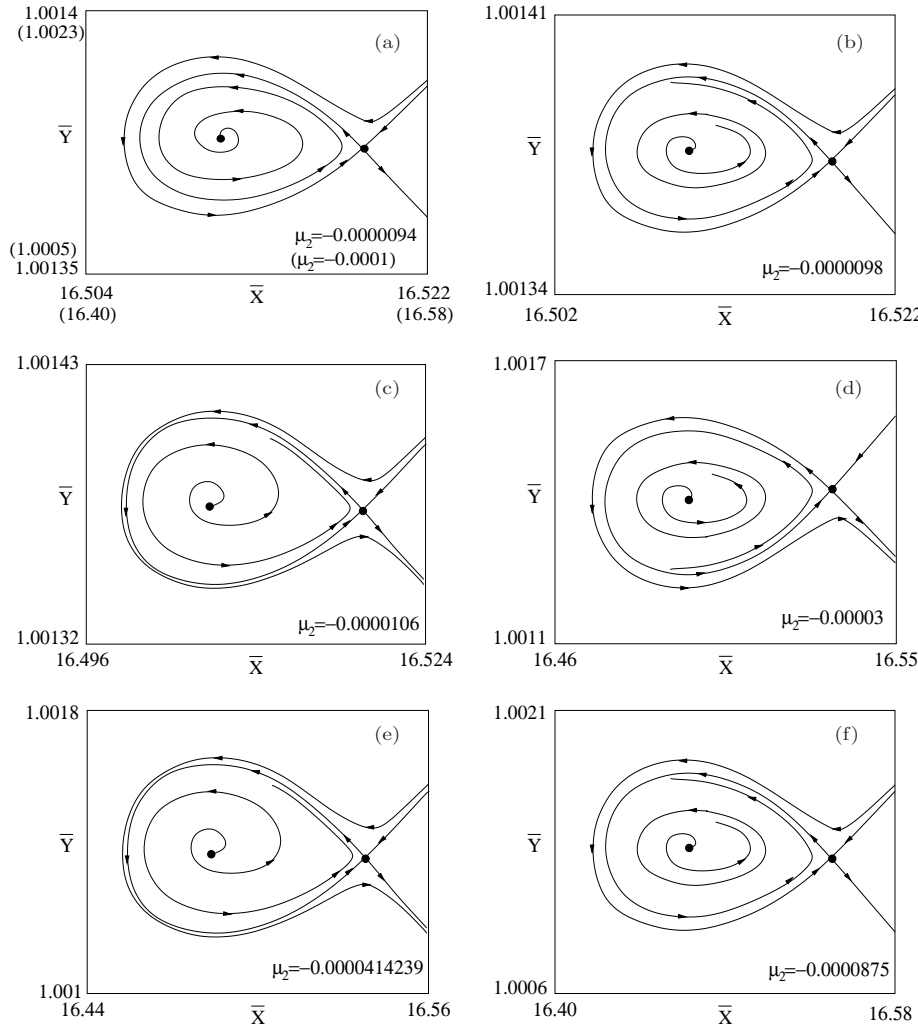 1.0014
(1.0023)
(a)
Y
(1.0005)
1.00135
μ2=−0.0000094
(μ2=−0.0001)
16.504
(16.40)
X
16.522
(16.58)
1.00141
(b)
Y
μ2=−0.0000098
1.00134
16.502
X
16.522
1.00143
(c)
Y
μ2=−0.0000106
1.00132
16.496
X
16.524
1.0017
(d)
Y
μ2=−0.00003
1.0011
16.46
X
16.55
1.0018
(e)
Y
μ2=−0.0000414239
1.001
16.44
X
16.56
1.0021
(f)
Y
μ2=−0.0000875
1.0006
16.40
X
16.58